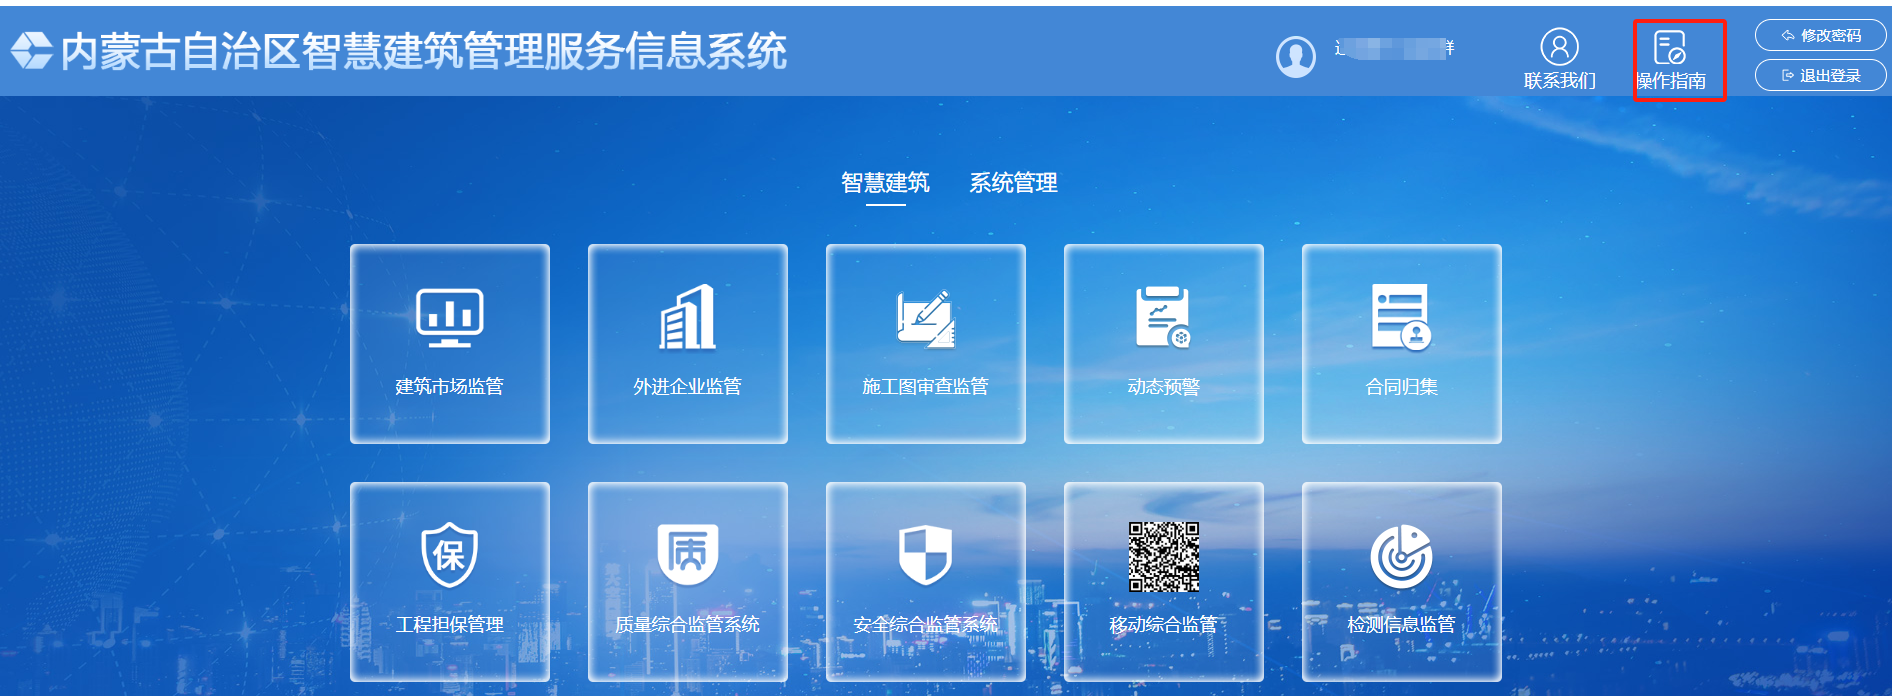 内蒙古自治区智慧建筑管理服务信息系统
联系我们
操作指南
修改密码
退出登录
智慧建筑 系统管理
建筑市场监管 外进企业监管 施工图审查监管 动态预警 合同归集
保 质
工程担保管理 质量综合监管系统 安全综合监管系统 移动综合监管 检测信息监管